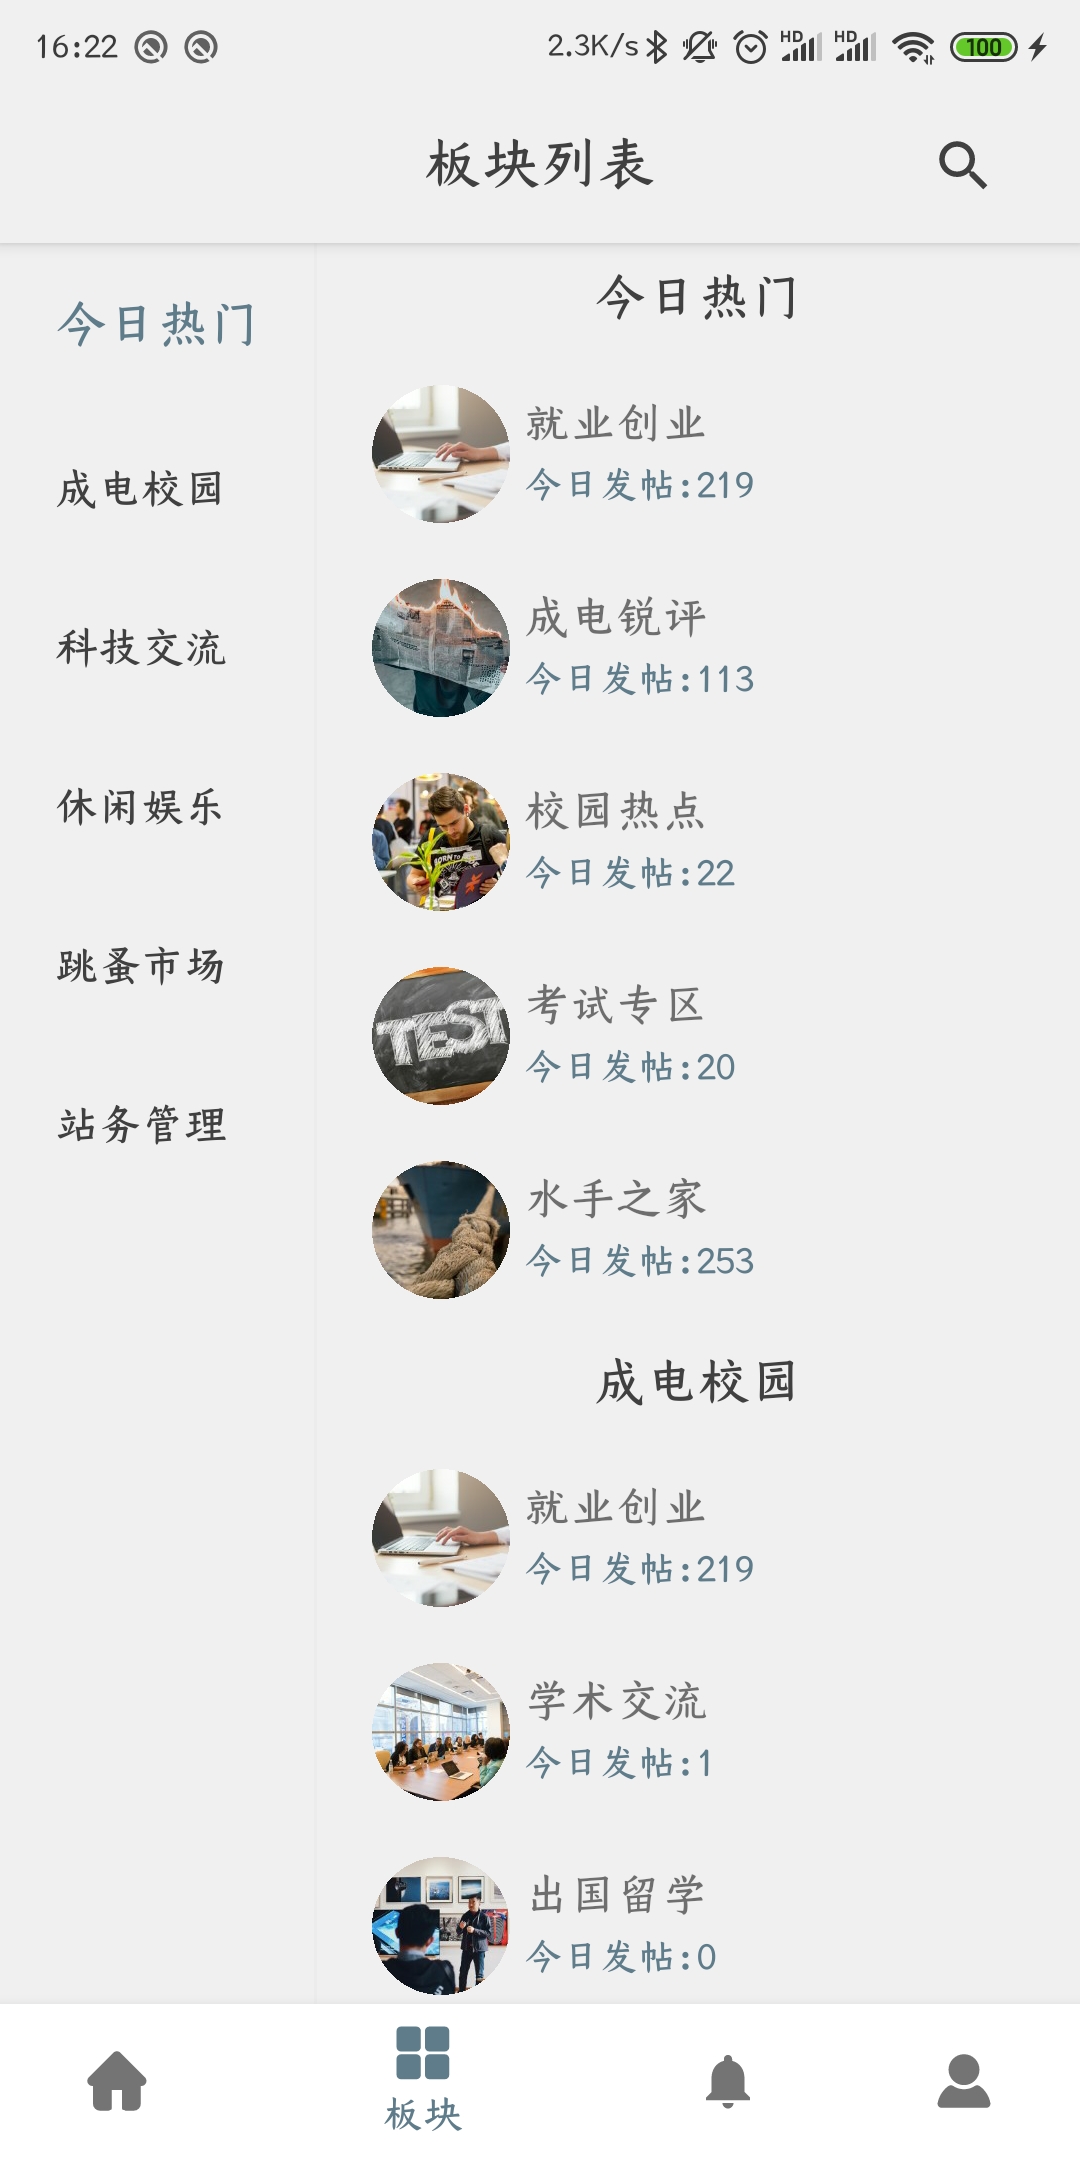 16:22 2.3K/s HD HD 100
板块列表
今日热门
成电校园
科技交流
休闲娱乐
跳蚤市场
站务管理
今日热门
就业创业
今日发帖:219
成电锐评
今日发帖:113
校园热点
今日发帖:22
BORN TO
考试专区
今日发帖:20
TEST
水手之家
今日发帖:253
成电校园
就业创业
今日发帖:219
学术交流
今日发帖:1
出国留学
今日发帖:0
板块